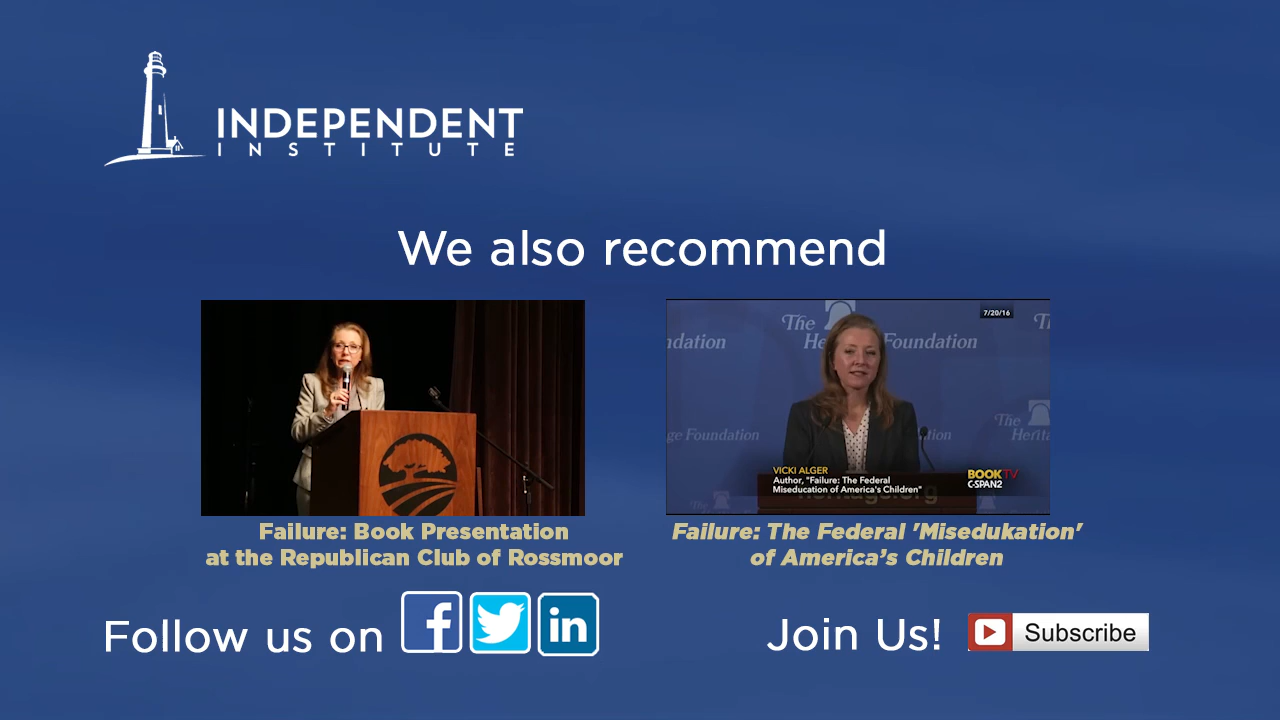 INDEPENDENT
INSTITUTE
We also recommend
7/20/16
The
Foundation
VICKI ALGER
Author, "Failure: The Federal
Miseducation of America's Children"
BOOK TV
C-SPAN2
Failure: Book Presentation
at the Republican Club of Rossmoor
Failure: The Federal 'Misedukation'
of America's Children
Follow us on
f
in
Join Us!
Subscribe